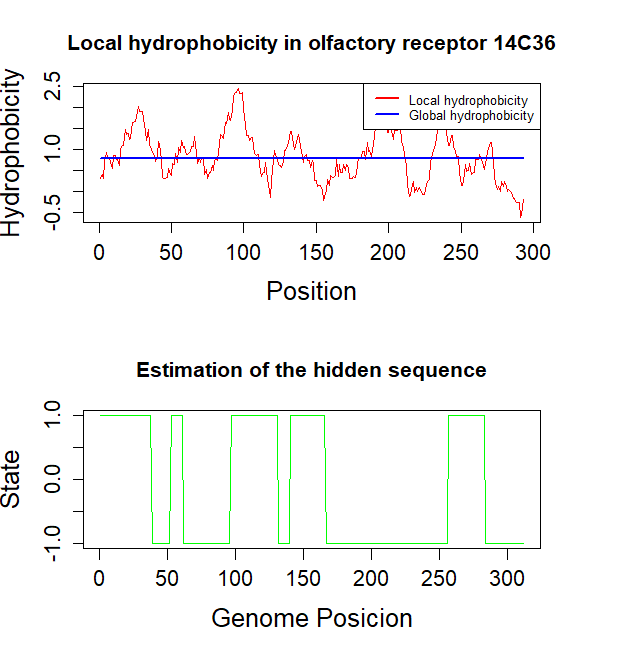 Local hydrophobicity in olfactory receptor 14C36
Hydrophobicity
2.5
1.0
-0.5
Local hydrophobicity
Global hydrophobicity
0 50 100 150 200 250 300
Position
Estimation of the hidden sequence
State
1.0
0.0
-1.0
0 50 100 150 200 250 300
Genome Posicion